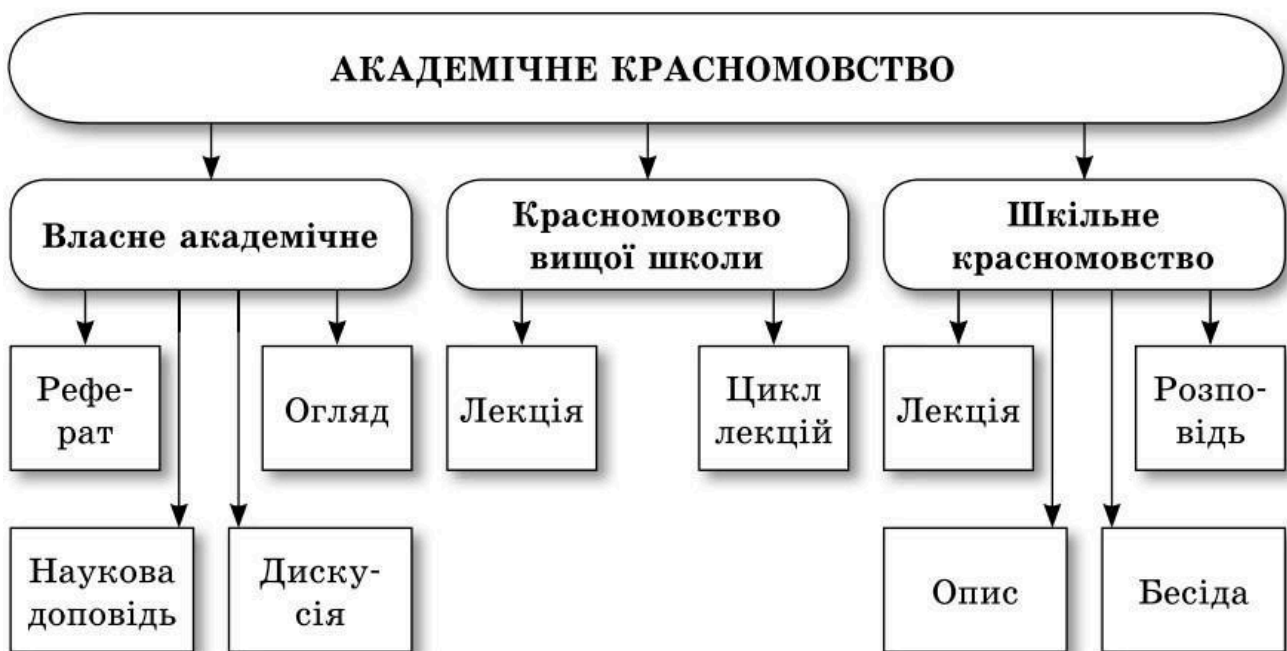 АКАДЕМІЧНЕ КРАСНОМОВСТВО
Власне академічне
Красномовство
вищої школи
Шкільне
красномовство
Рефе-
рат
Огляд
Лекція
Цикл
лекцій
Лекція
Розпо-
відь
Наукова
доповідь
Диску-
сія
Опис
Бесіда